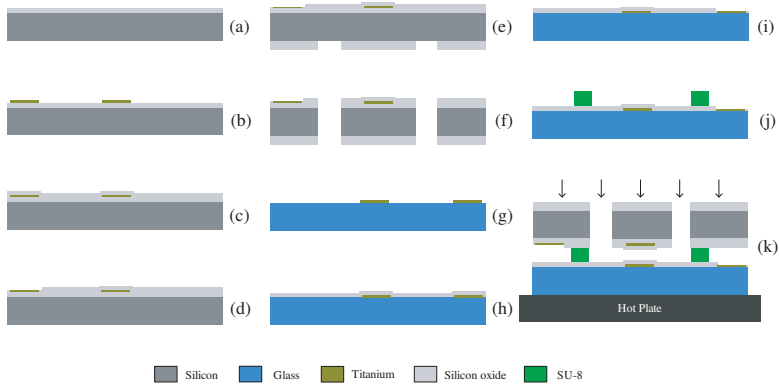 (a)
(b)
(c)
(d)
(e)
(f)
(g)
(h)
(i)
(j)
(k)
Hot Plate
Silicon
Glass
Titanium
Silicon oxide
SU-8